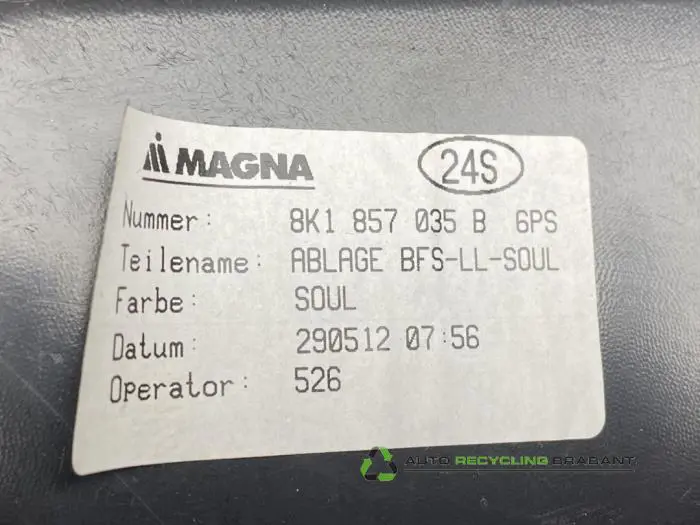 MAGNA
24S
Nummer: 8K1 857 035 B 6PS
Teilename: ABLAGE BFS-LL-SOUL
Farbe: SOUL
Datum: 290512 07:56
Operator: 526
AUTO RECYCLING BRABANT